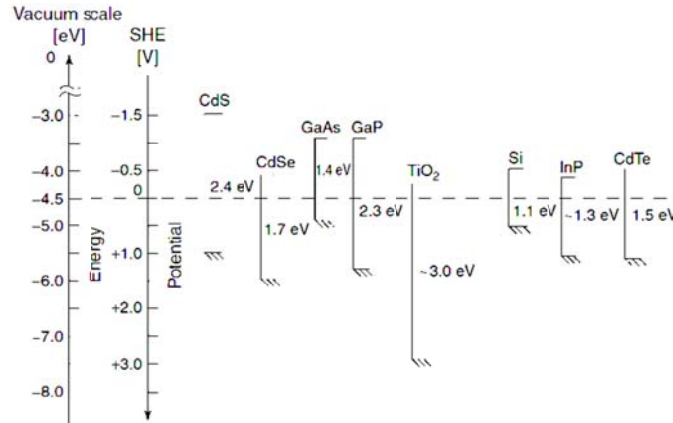 Vacuum scale
[eV]
SHE
[V]
0
CdS
-3.0
-1.5
GaAs
GaP
CdSe
TiO2
Si
InP
CdTe
-4.0
-0.5
1.4 eV
0
2.4 eV
-4.5
1.7 eV
2.3 eV
1.1 eV
~1.3 eV
1.5 eV
-5.0
Energy
+1.0
Potential
~3.0 eV
-6.0
+2.0
-7.0
+3.0
-8.0